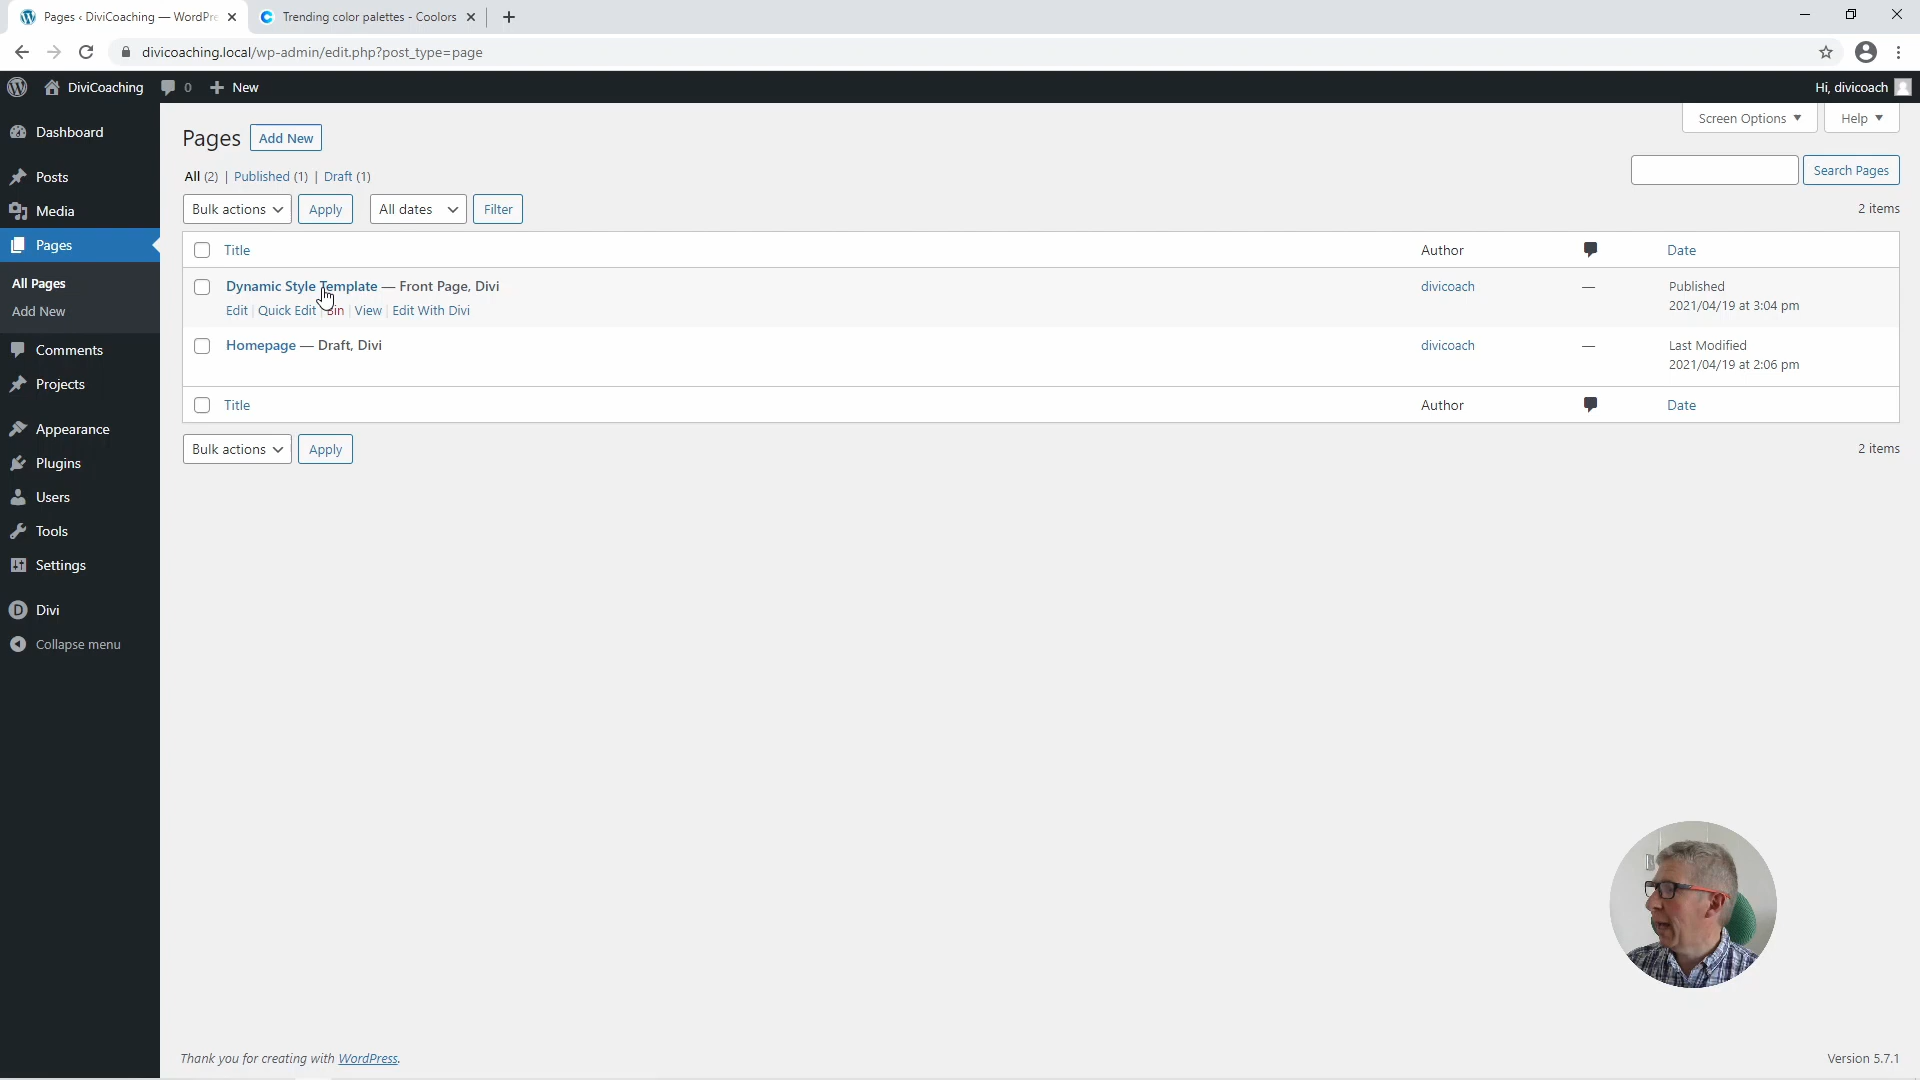 Pages ‹ DiviCoaching — WordPre
Trending color palettes - Coolors
divicoaching.local/wp-admin/edit.php?post_type=page
DiviCoaching
0
New
Hi, divicoach
Dashboard
Posts
Media
Pages
All Pages
Add New
Comments
Projects
Appearance
Plugins
Users
Tools
Settings
Divi
Collapse menu
Screen Options
Help
Pages
Add New
All (2) | Published (1) | Draft (1)
Search Pages
Bulk actions
Apply
All dates
Filter
2 items
Title
Author
Date
Dynamic Style Template — Front Page, Divi
divicoach
—
Published
2021/04/19 at 3:04 pm
Edit | Quick Edit | Bin | View | Edit With Divi
Homepage — Draft, Divi
divicoach
—
Last Modified
2021/04/19 at 2:06 pm
Title
Author
Date
Bulk actions
Apply
2 items
Thank you for creating with WordPress.
Version 5.7.1